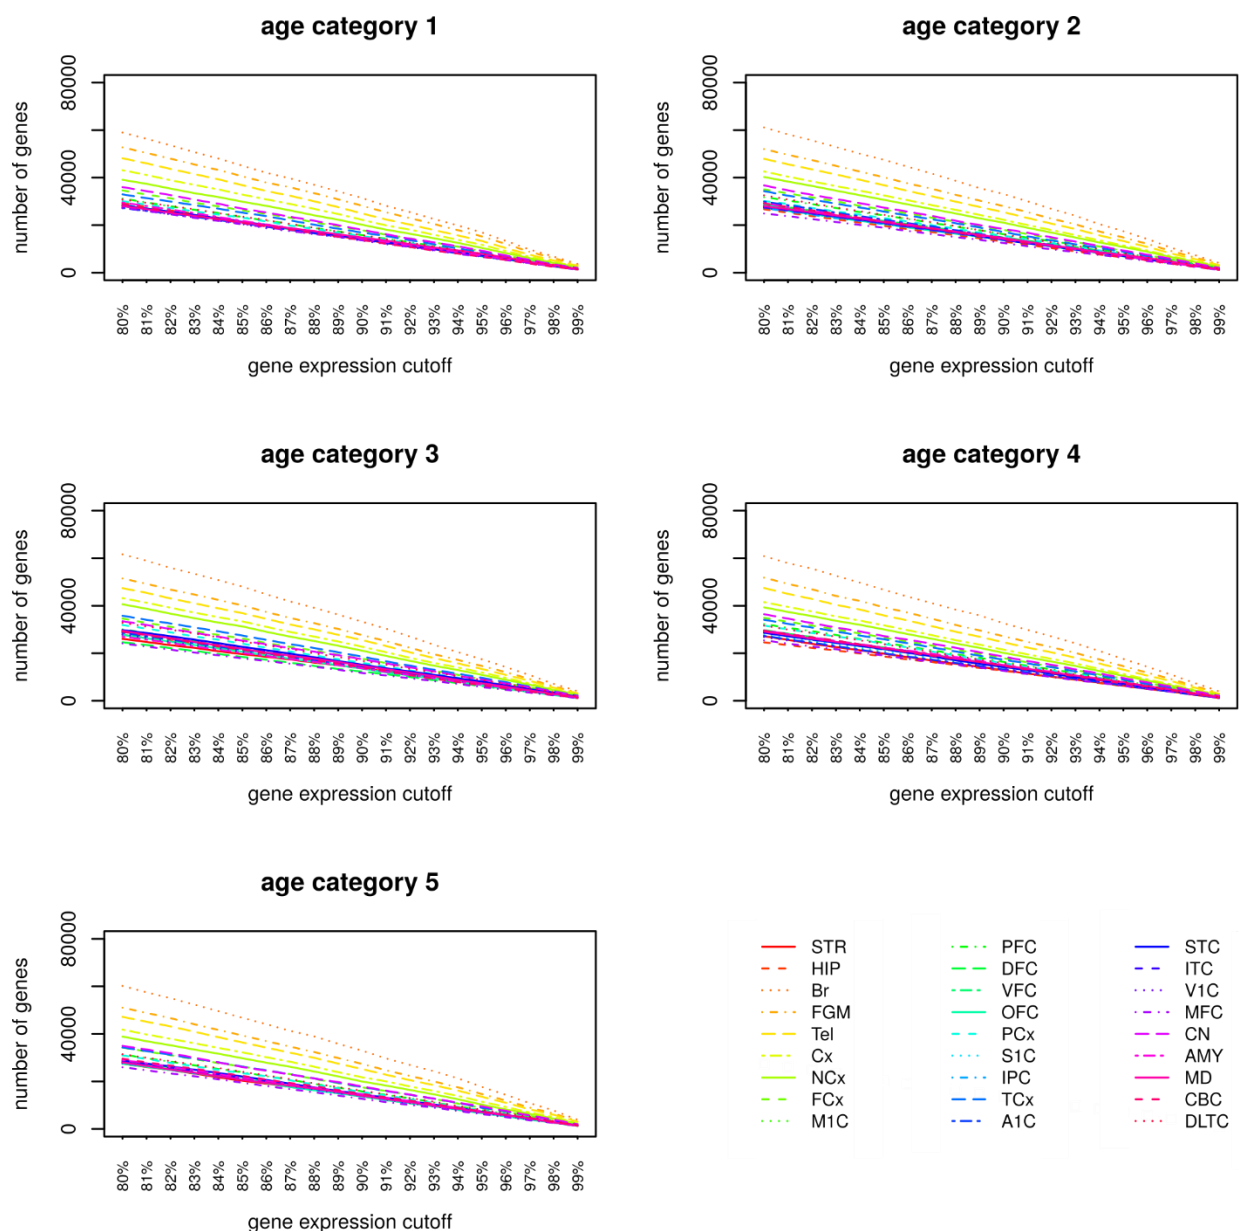 age category 1
number of genes
80000
40000
0
80% 81% 82% 83% 84% 85% 86% 87% 88% 89% 90% 91% 92% 93% 94% 95% 96% 97% 98% 99%
gene expression cutoff
age category 2
number of genes
80000
40000
0
80% 81% 82% 83% 84% 85% 86% 87% 88% 89% 90% 91% 92% 93% 94% 95% 96% 97% 98% 99%
gene expression cutoff
age category 3
number of genes
80000
40000
0
80% 81% 82% 83% 84% 85% 86% 87% 88% 89% 90% 91% 92% 93% 94% 95% 96% 97% 98% 99%
gene expression cutoff
age category 4
number of genes
80000
40000
0
80% 81% 82% 83% 84% 85% 86% 87% 88% 89% 90% 91% 92% 93% 94% 95% 96% 97% 98% 99%
gene expression cutoff
age category 5
number of genes
80000
40000
0
80% 81% 82% 83% 84% 85% 86% 87% 88% 89% 90% 91% 92% 93% 94% 95% 96% 97% 98% 99%
gene expression cutoff
STR
HIP
Br
FGM
Tel
Cx
NCx
FCx
M1C
PFC
DFC
VFC
OFC
PCx
S1C
IPC
TCx
A1C
STC
ITC
V1C
MFC
CN
AMY
MD
CBC
DLTC